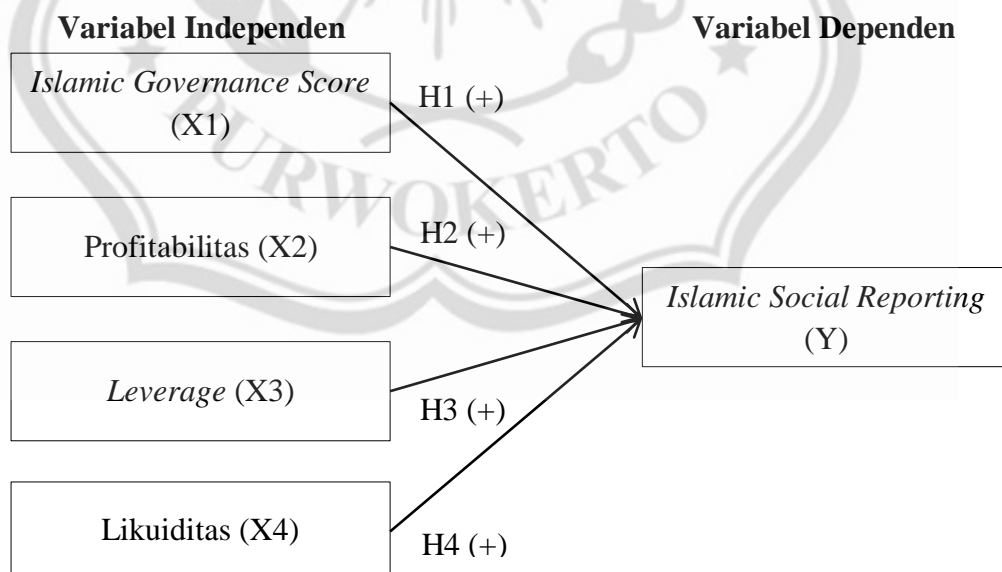 Variabel Independen
Variabel Dependen
Islamic Governance Score
(X1)
H1 (+)
PURWOKERTO
Profitabilitas (X2)
H2 (+)
Islamic Social Reporting
(Y)
Leverage (X3)
H3 (+)
Likuiditas (X4)
H4 (+)